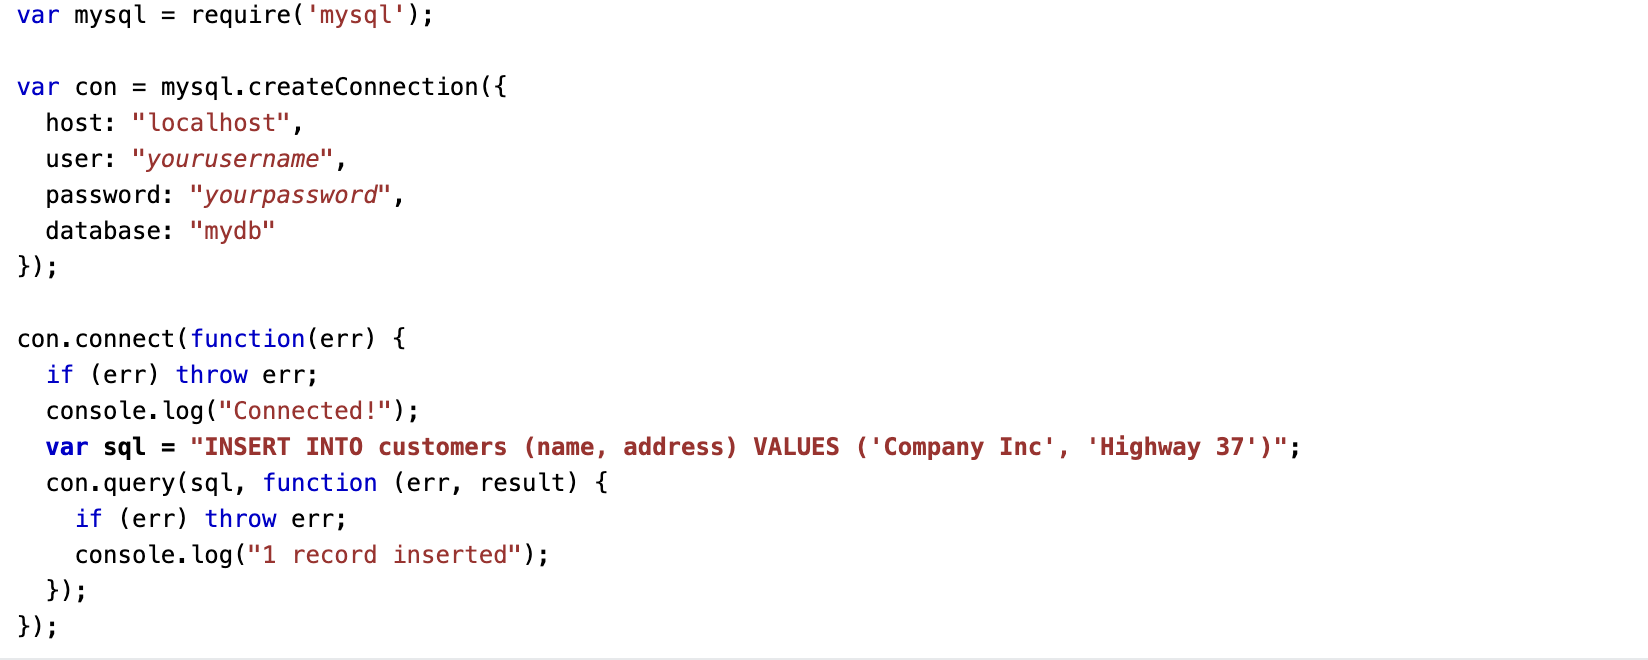 var mysql = require('mysql');

var con = mysql.createConnection({
  host: "localhost",
  user: "yourusername",
  password: "yourpassword",
  database: "mydb"
});

con.connect(function(err) {
  if (err) throw err;
  console.log("Connected!");
  var sql = "INSERT INTO customers (name, address) VALUES ('Company Inc', 'Highway 37')";
  con.query(sql, function (err, result) {
    if (err) throw err;
    console.log("1 record inserted");
  });
});